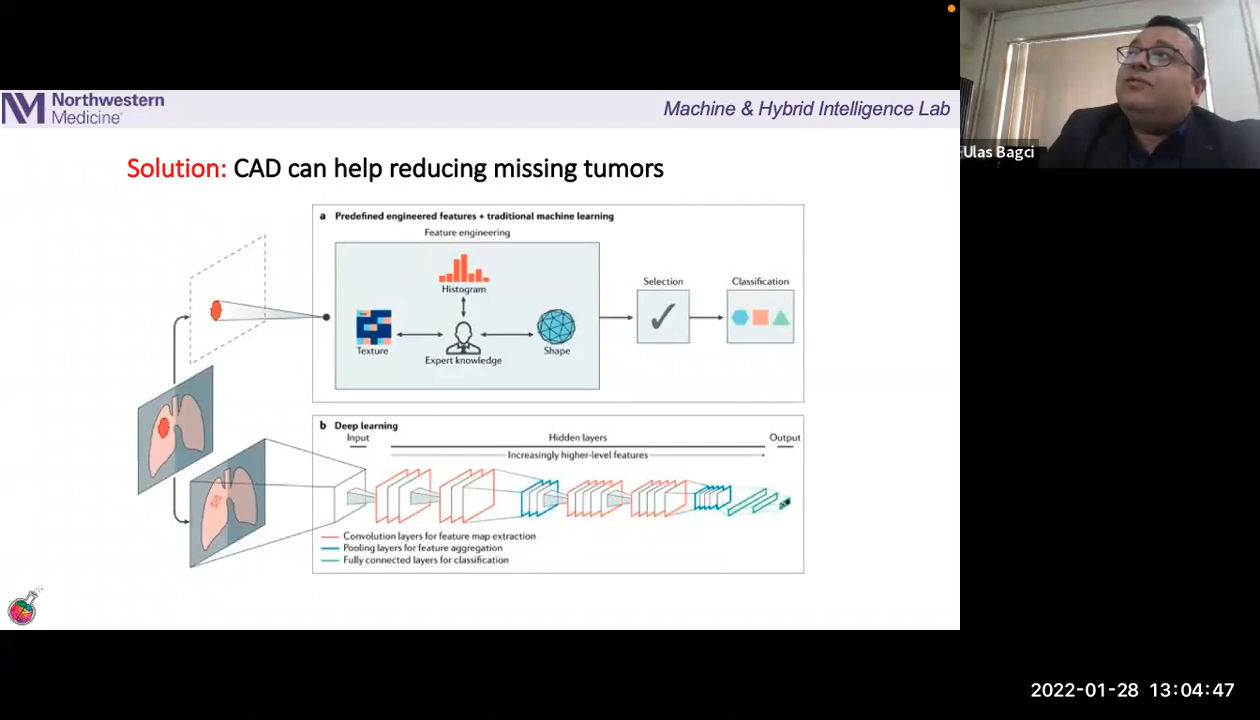 Northwestern
Medicine
Machine & Hybrid Intelligence Lab
Ulas Bagci
Solution: CAD can help reducing missing tumors
a Predefined engineered features + traditional machine learning
Feature engineering
Histogram
Texture
Expert knowledge
Shape
Selection
Classification
b Deep learning
Input
Hidden layers
Output
Increasingly higher-level features
Convolution layers for feature map extraction
Pooling layers for feature aggregation
Fully connected layers for classification
2022-01-28 13:04:47